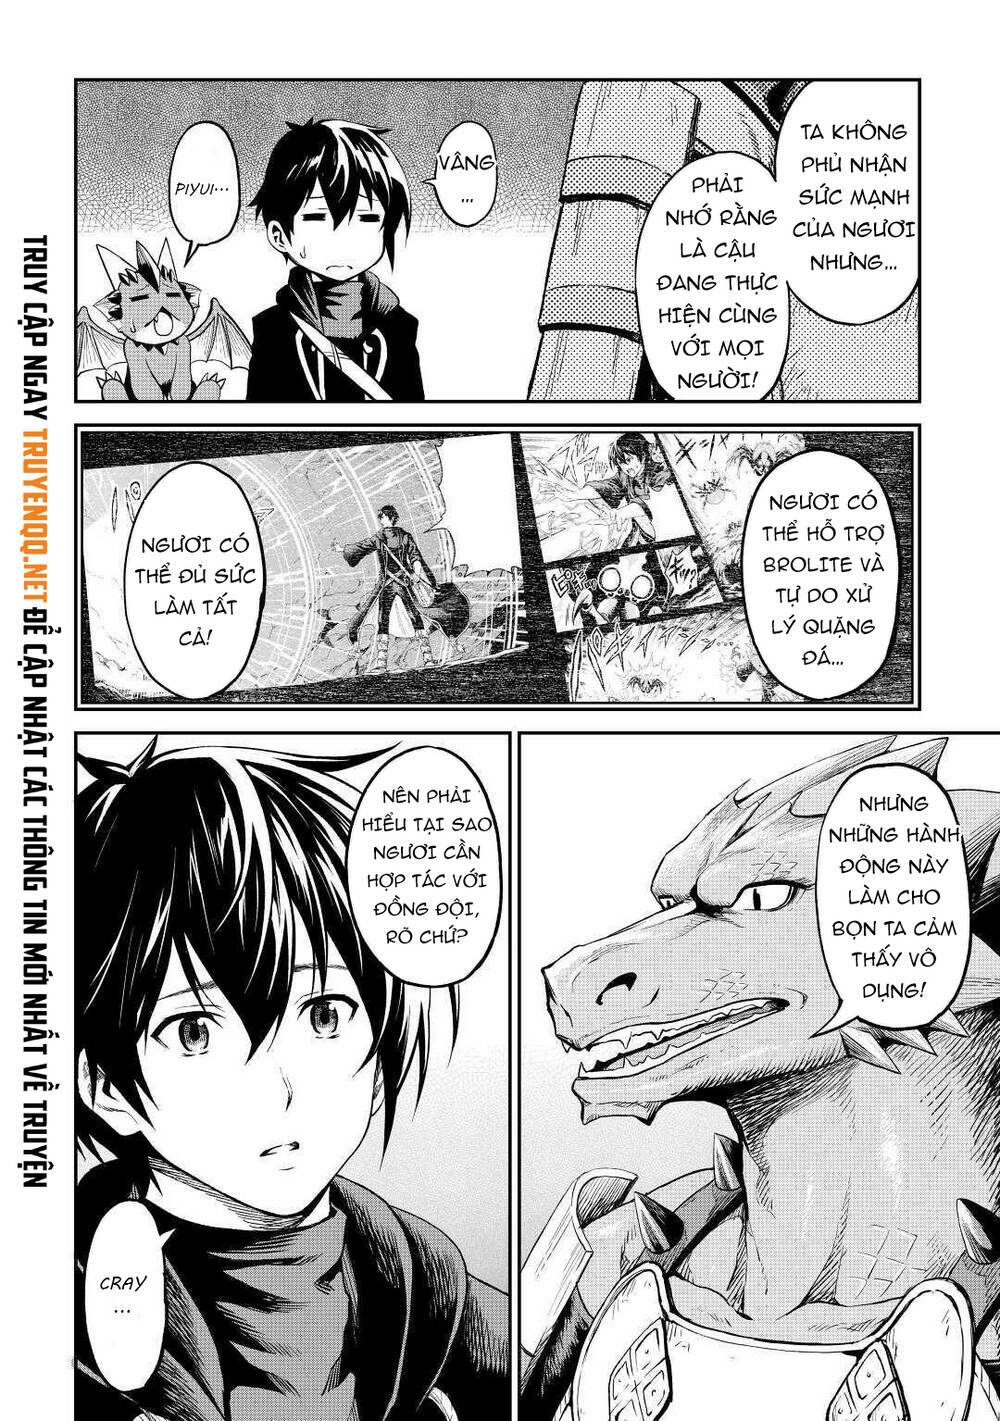 TA KHÔNG
PHỦ NHẬN
SỨC MẠNH
CỦA NGƯƠI
NHƯNG...
PHẢI
NHỚ RẰNG
LÀ CẬU
ĐANG THỰC
HIỆN CÙNG
VỚI MỌI
NGƯỜI!
VÂNG
...
PIYUI...
NGƯƠI CÓ
THỂ HỖ TRỢ
BROLITE VÀ
TỰ DO XỬ
LÝ QUẶNG
ĐÁ...
NGƯƠI CÓ
THỂ ĐỦ SỨC
LÀM TẤT
CẢ!
NHƯNG
NHỮNG HÀNH
ĐỘNG NÀY
LÀM CHO
BỌN TA CẢM
THẤY VÔ
DỤNG!
NÊN PHẢI
HIỂU TẠI SAO
NGƯƠI CẦN
HỢP TÁC VỚI
ĐỒNG ĐỘI,
RÕ CHỨ?
CRAY
...
TRUY CẬP NGAY TRUYENQQ.NET ĐỂ CẬP NHẬT CÁC THÔNG TIN MỚI NHẤT VỀ TRUYỆN